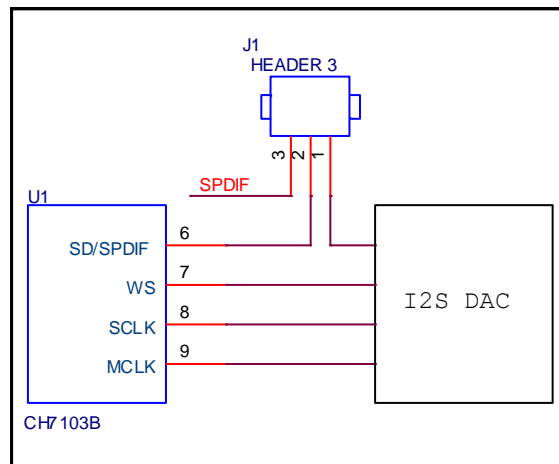 J1
HEADER 3
3
2
1
SPDIF
U1
SD/SPDIF
6
WS
7
SCLK
8
MCLK
9
I2S DAC
CH7103B